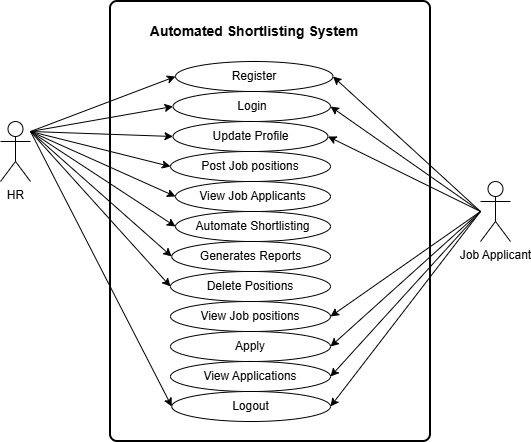 Automated Shortlisting System
Register
Login
Update Profile
Post Job positions
HR
View Job Applicants
Automate Shortlisting
Generates Reports
Job Applicant
Delete Positions
View Job positions
Apply
View Applications
Logout